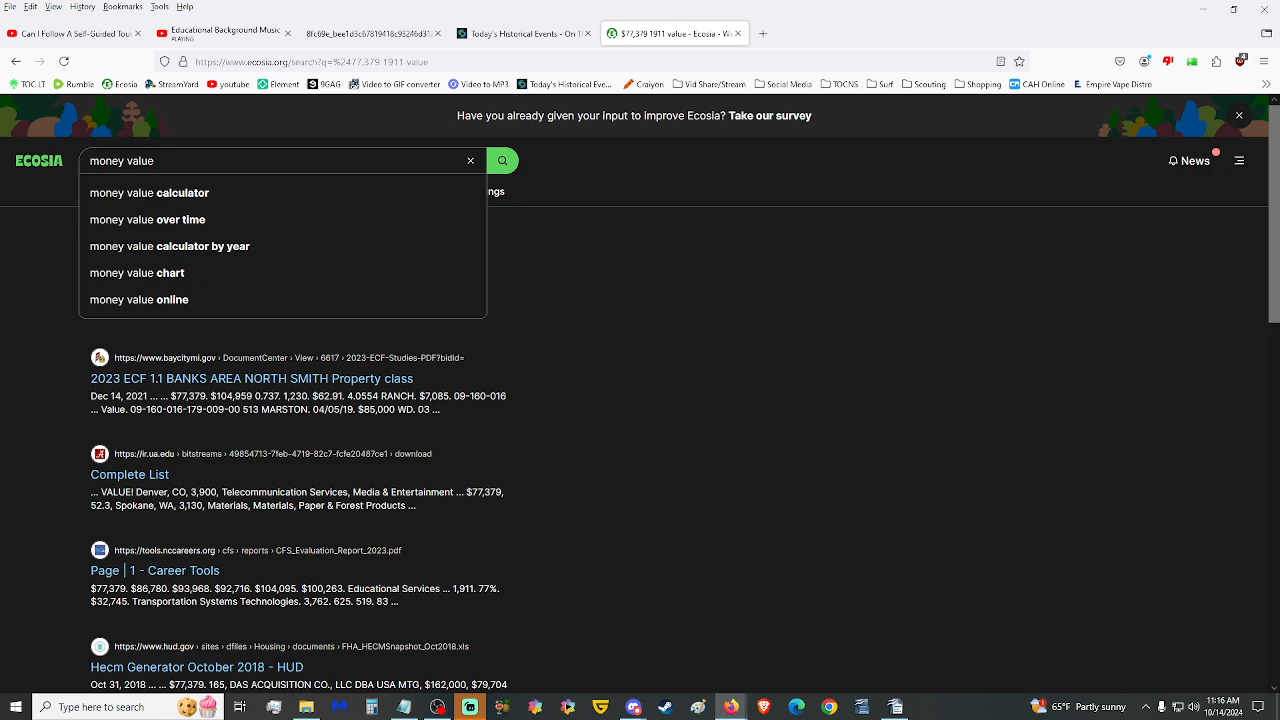 File Edit View History Bookmarks Tools Help
Can I Follow A Self-Guided Tou
Educational Background Music
PLAYING
8fc69e_bee1d3c67819418c93246d31
Today's Historical Events - On T
$77,379 1911 value - Ecosia - We
https://www.ecosia.org/search?q=%2477.379 1911 value
TOC LT Rumble Ecosia StreamYard youtube Element 9GAG Video to GIF converter Video to MP3 Today's Historical Eve... Craiyon Vid Share/Stream Social Media TOCNS Surf Scouting Shopping CAH Online Empire Vape Distro
Have you already given your input to improve Ecosia? Take our survey
ECOSIA
money value
News
ngs
money value calculator
money value over time
money value calculator by year
money value chart
money value online
https://www.baycitymi.gov › DocumentCenter › View › 6617 › 2023-ECF-Studies-PDF?bidId=
2023 ECF 1.1 BANKS AREA NORTH SMITH Property class
Dec 14, 2021 ... ... $77,379. $104,959 0.737. 1,230. $62.91. 4.0554 RANCH. $7,085. 09-160-016
... Value. 09-160-016-179-009-00 513 MARSTON. 04/05/19. $85,000 WD. 03 ...
https://ir.ua.edu › bitstreams › 49854713-7feb-4719-82c7-fcfe20487ce1 › download
Complete List
... VALUE! Denver, CO, 3,900, Telecommunication Services, Media & Entertainment ... $77,379,
52.3, Spokane, WA, 3,130, Materials, Materials, Paper & Forest Products ...
https://tools.nccareers.org › cfs › reports › CFS_Evaluation_Report_2023.pdf
Page | 1 - Career Tools
$77,379. $86,780. $93,968. $92,716. $104,095. $100,263. Educational Services ... 1,911. 77%.
$32,745. Transportation Systems Technologies. 3,762. 625. 519. 83 ...
https://www.hud.gov › sites › dfiles › Housing › documents › FHA_HECMSnapshot_Oct2018.xls
Hecm Generator October 2018 - HUD
Oct 31, 2018 ... ... $77,379. 165, DAS ACQUISITION CO., LLC DBA USA MTG, $162,000, $79,704
Type here to search
65°F Partly sunny
11:16 AM
10/14/2024